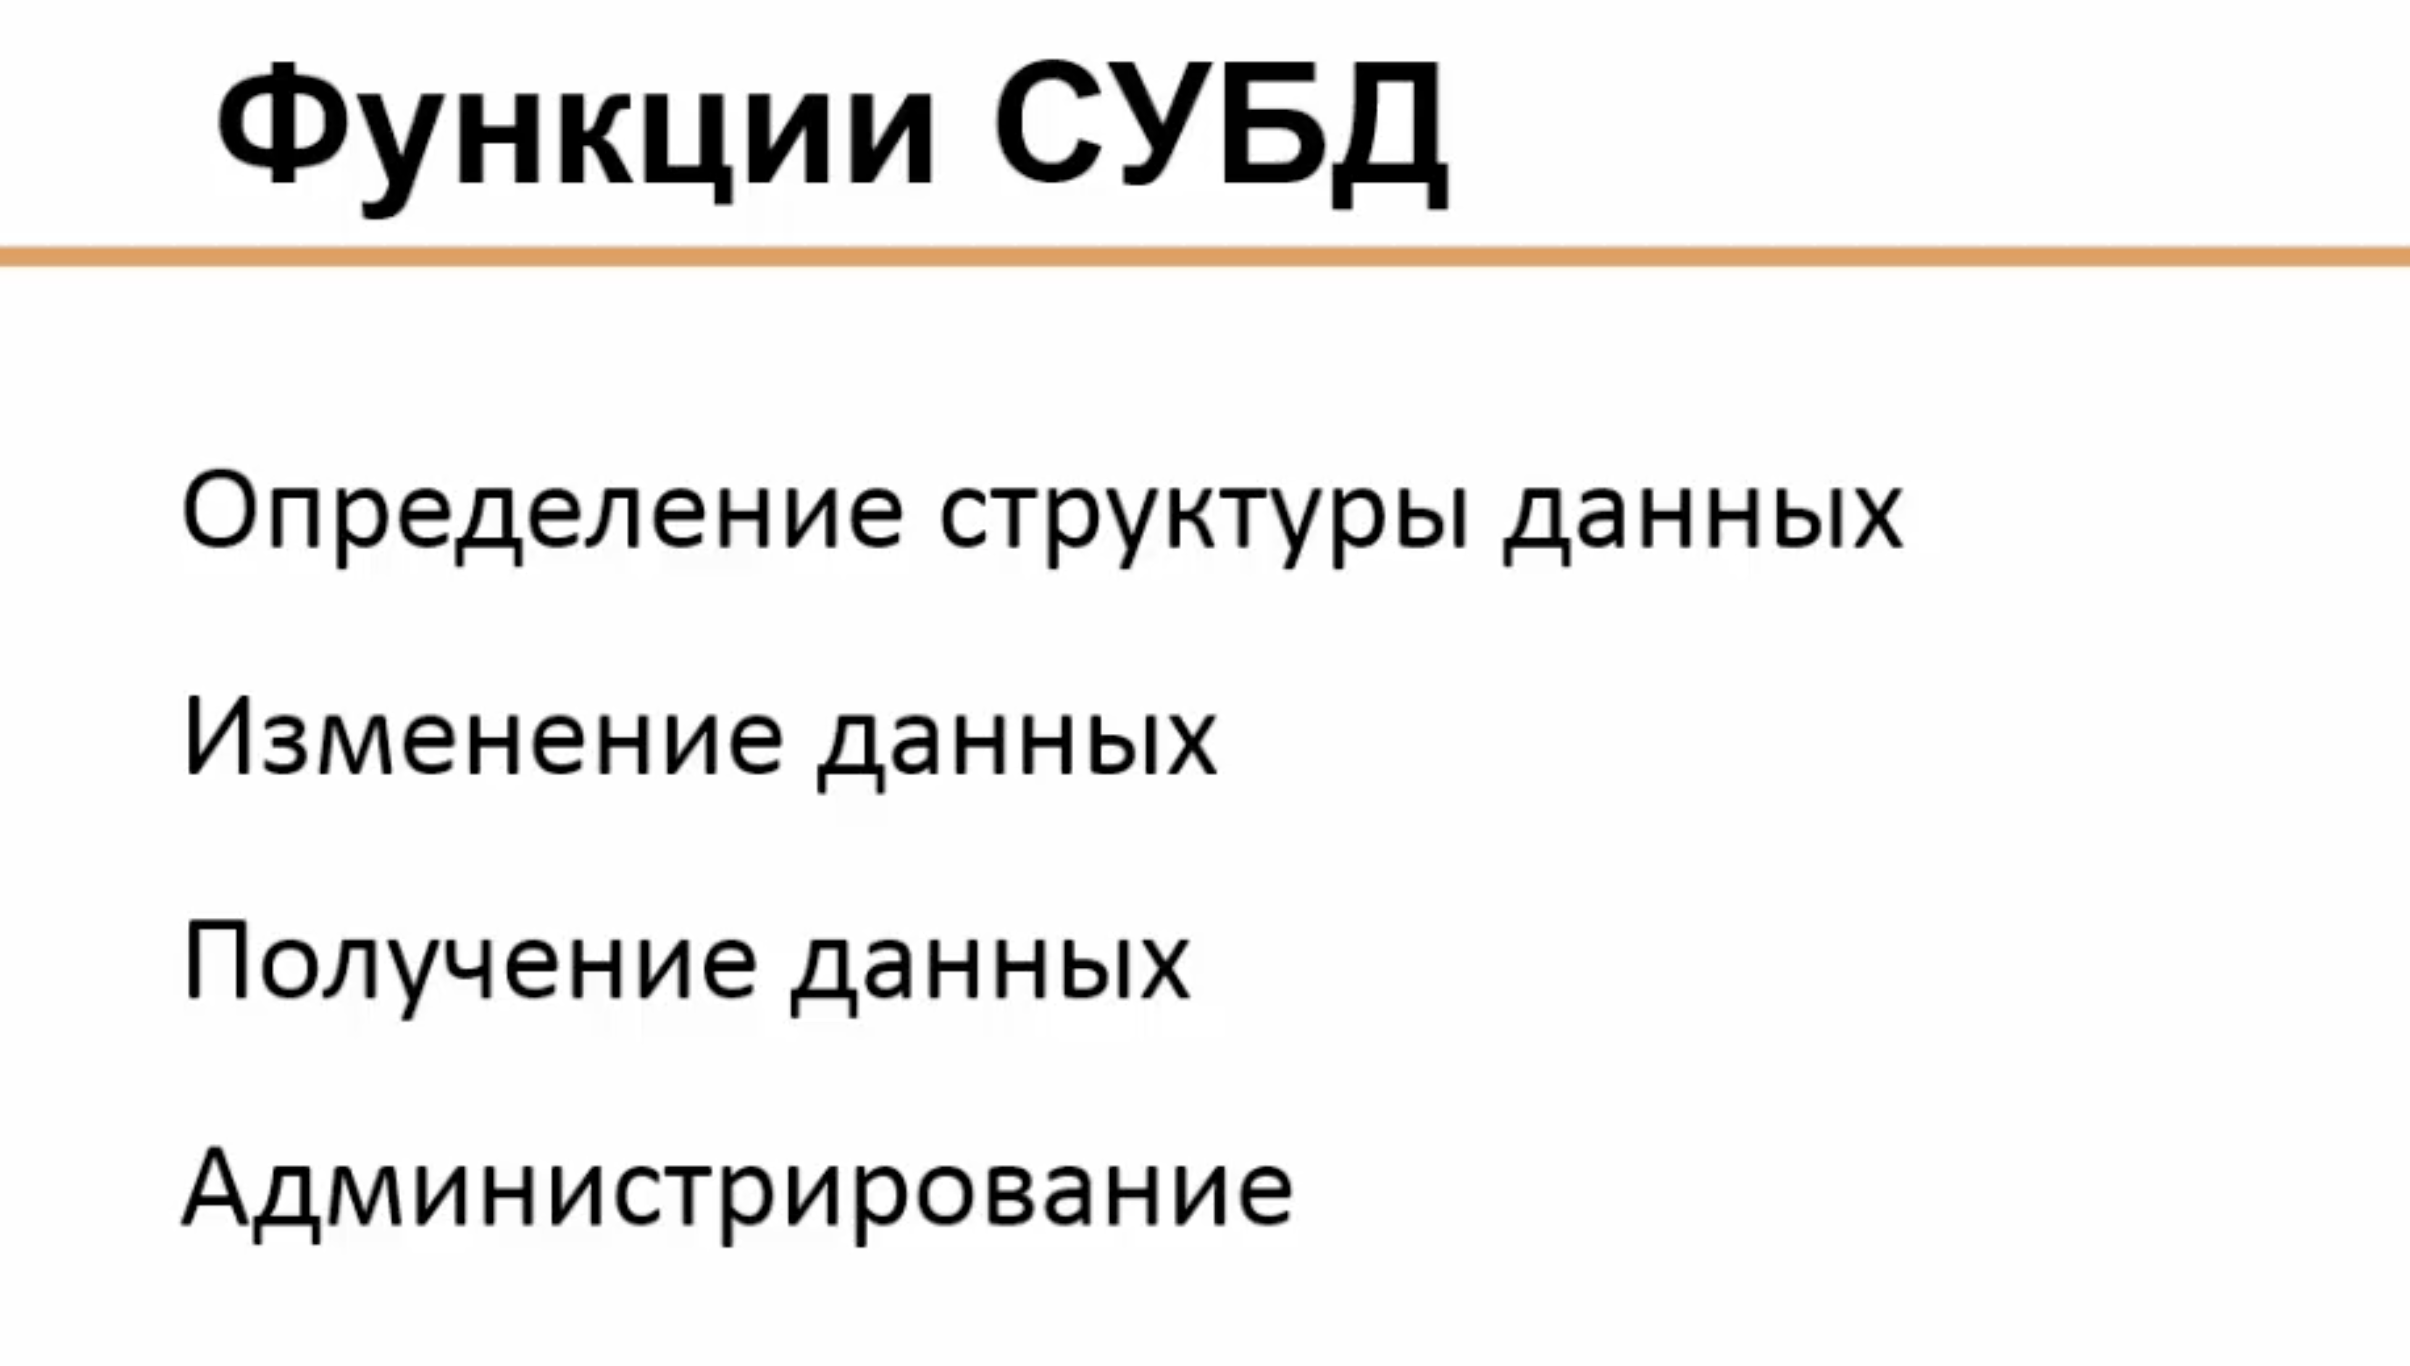 Функции СУБД
Определение структуры данных
Изменение данных
Получение данных
Администрирование